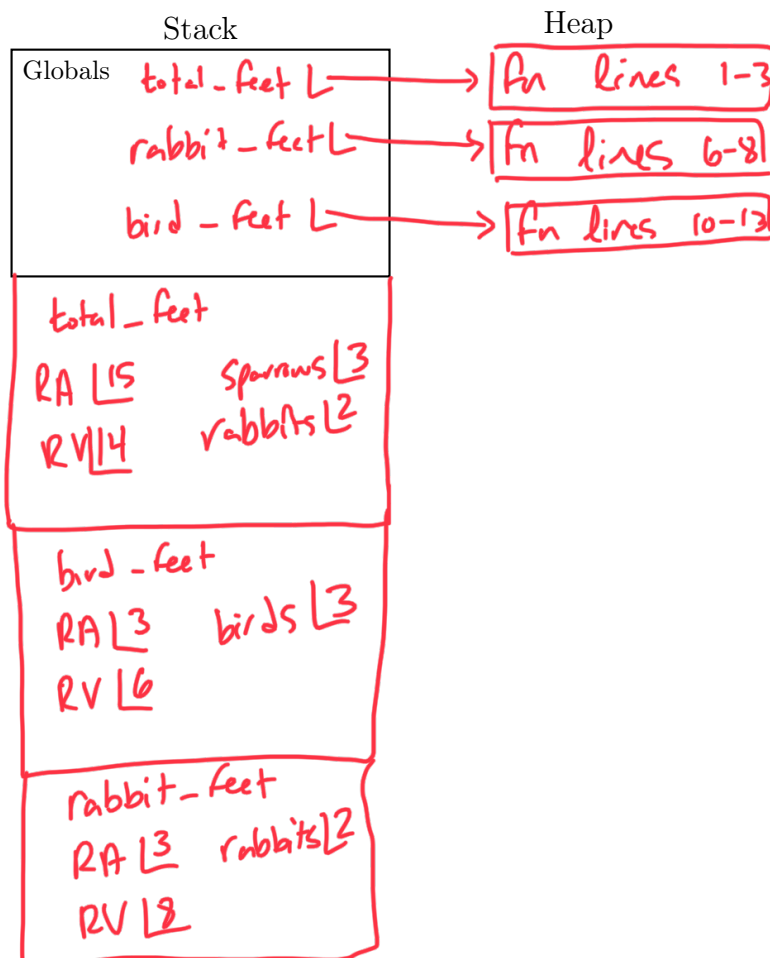 Stack
Heap
Globals
total_feet
fn lines 1-3
rabbit_feet
fn lines 6-8
bird_feet
fn lines 10-13
total_feet
RA 15
sparrows 3
RV 14
rabbits 2
bird_feet
RA 3
birds 3
RV 6
rabbit_feet
RA 3
rabbits 2
RV 8